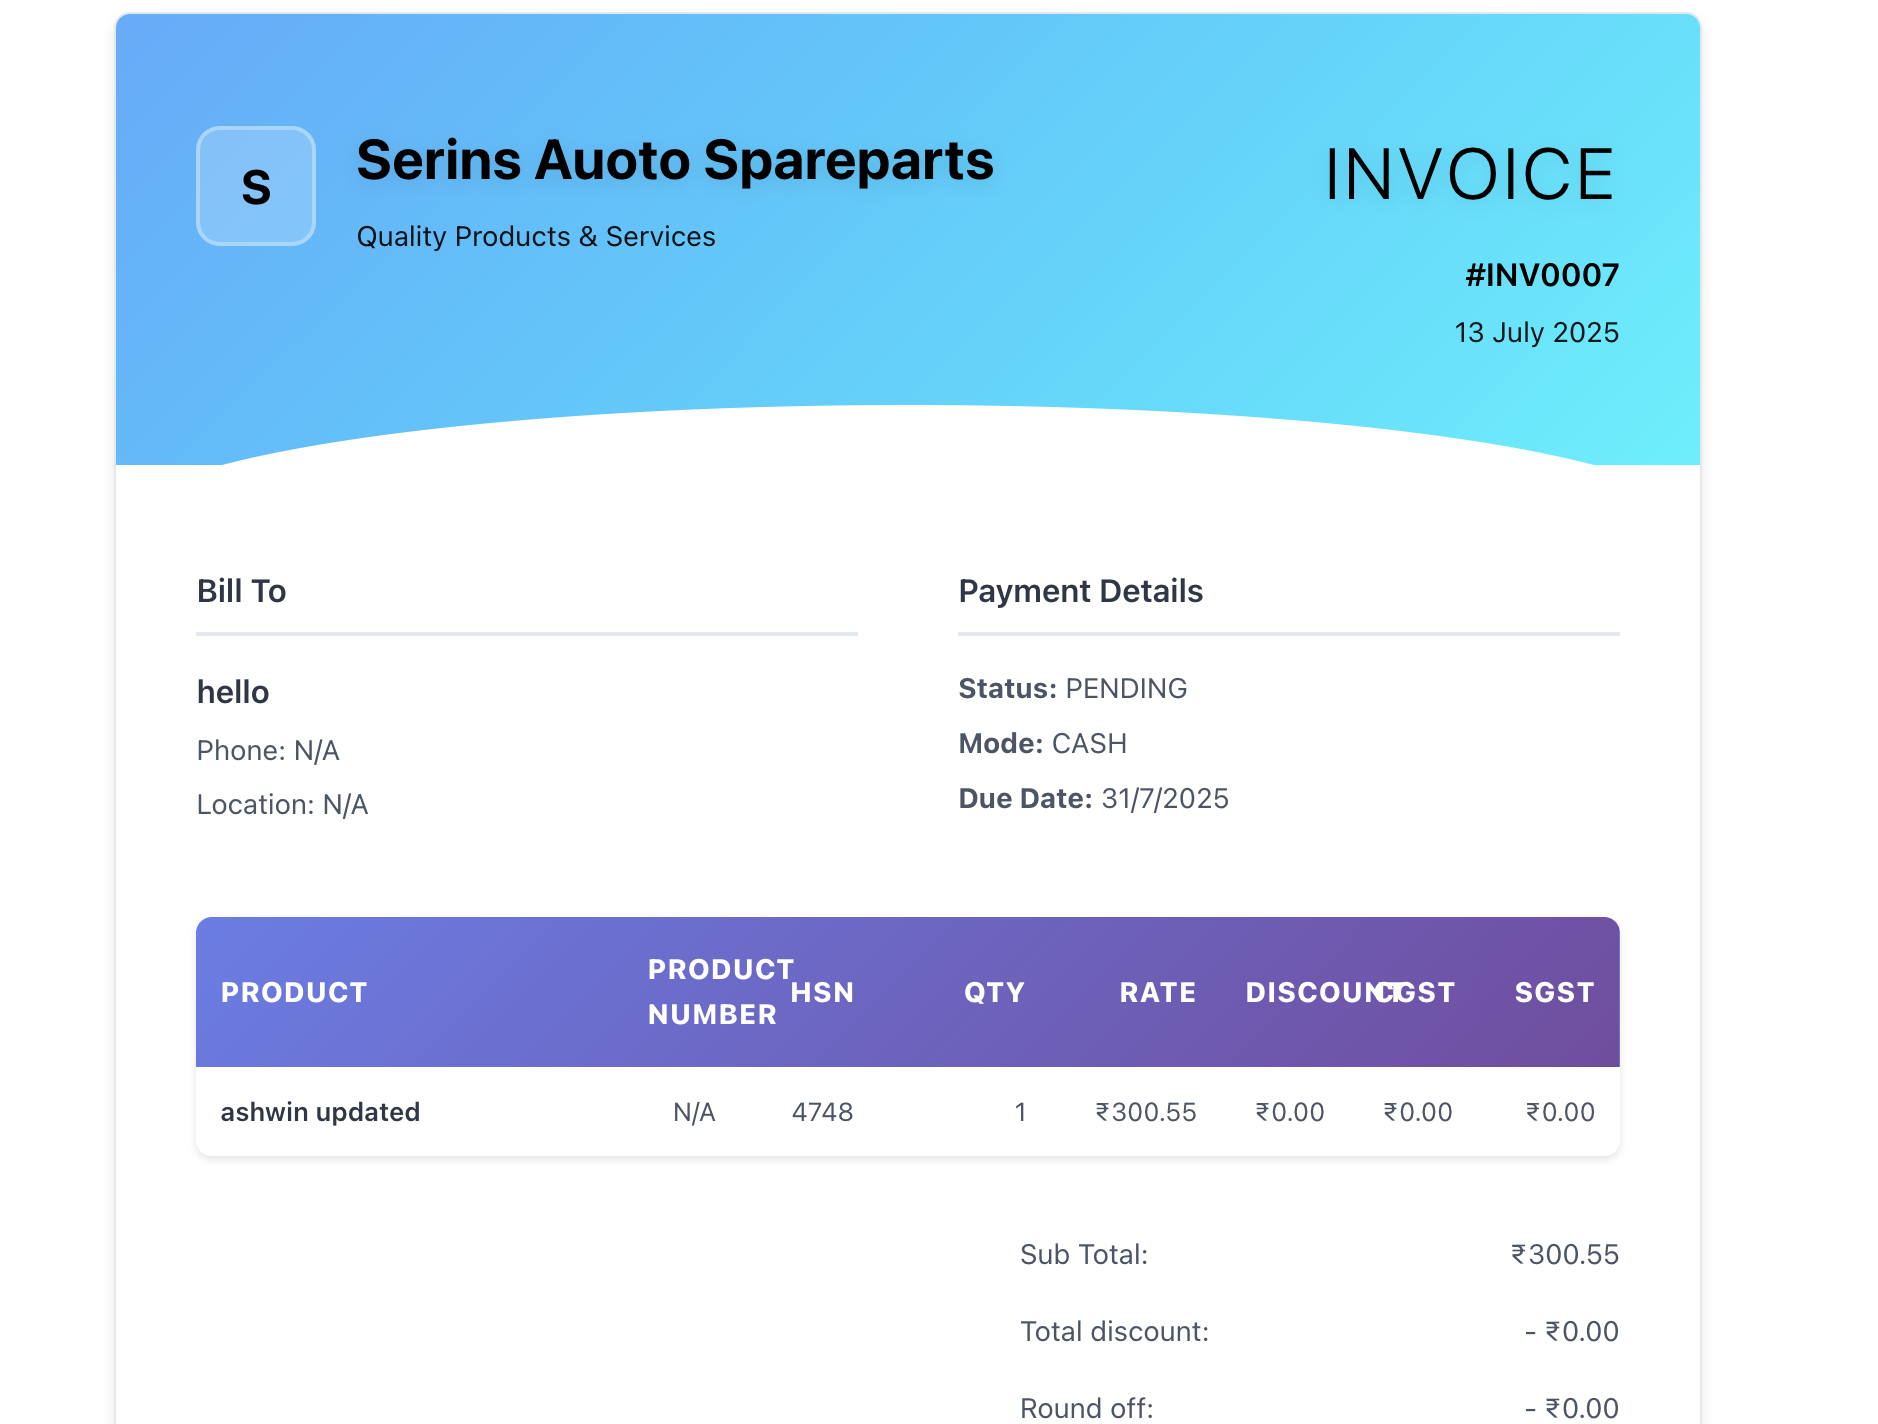 S
Serins Auoto Spareparts
Quality Products & Services
INVOICE
#INV0007
13 July 2025
Bill To
hello
Phone: N/A
Location: N/A
Payment Details
Status: PENDING
Mode: CASH
Due Date: 31/7/2025
PRODUCT PRODUCT NUMBER HSN QTY RATE DISCOUNT CGST SGST
ashwin updated N/A 4748 1 ₹300.55 ₹0.00 ₹0.00 ₹0.00
Sub Total: ₹300.55
Total discount: - ₹0.00
Round off: - ₹0.00